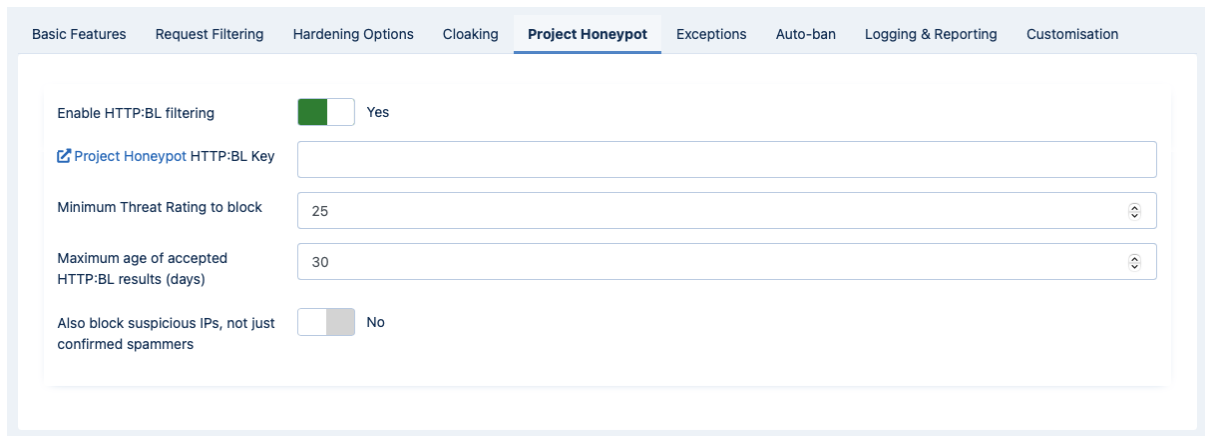 Basic Features Request Filtering Hardening Options Cloaking Project Honeypot Exceptions Auto-ban Logging & Reporting Customisation
Enable HTTP:BL filtering Yes
Project Honeypot HTTP:BL Key
Minimum Threat Rating to block 25
Maximum age of accepted
HTTP:BL results (days) 30
Also block suspicious IPs, not just
confirmed spammers No